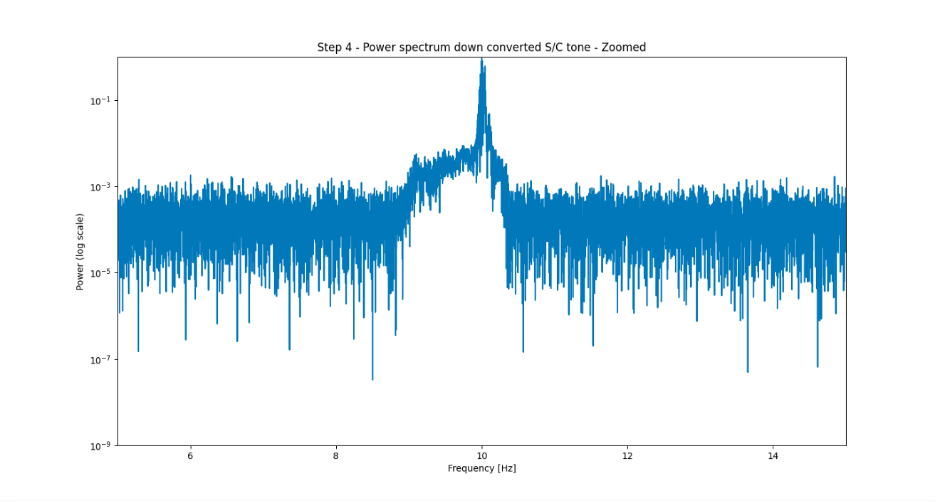 Step 4 - Power spectrum down converted S/C tone - Zoomed
Power (log scale)
10⁻¹
10⁻³
10⁻⁵
10⁻⁷
10⁻⁹
6 8 10 12 14
Frequency [Hz]